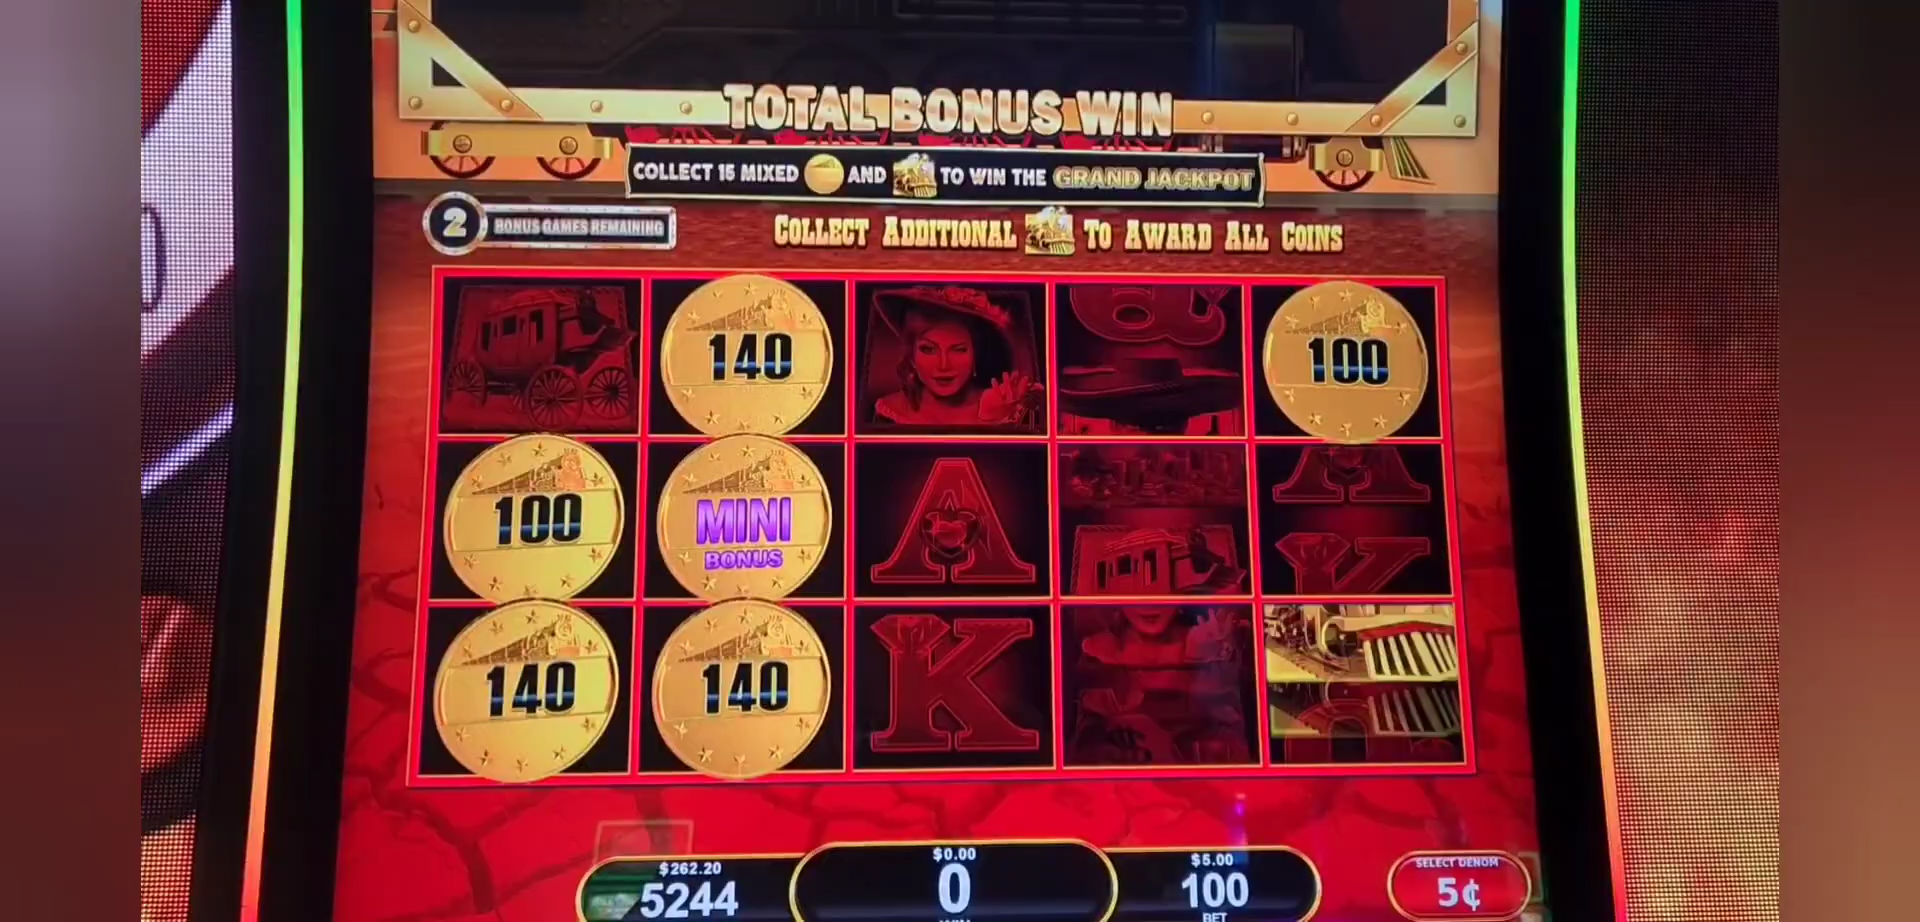 TOTAL BONUS WIN
COLLECT 15 MIXED AND TO WIN THE GRAND JACKPOT
2 BONUS GAMES REMAINING
COLLECT ADDITIONAL TO AWARD ALL COINS
140
100
100
MINI
BONUS
A
A
K
140
140
K
$262.20
5244
$0.00
0
WIN
$5.00
100
BET
SELECT DENOM
5¢